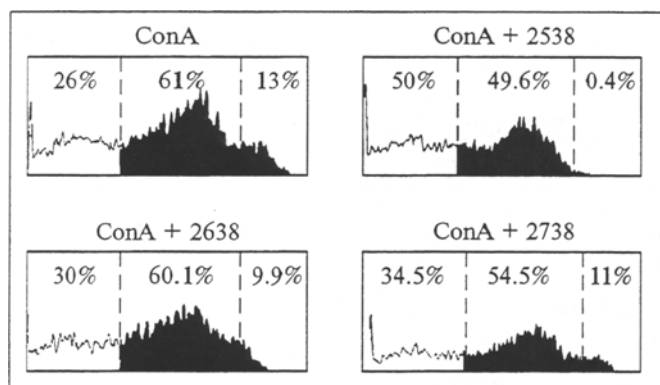 ConA
26% 61% 13%
ConA + 2538
50% 49.6% 0.4%
ConA + 2638
30% 60.1% 9.9%
ConA + 2738
34.5% 54.5% 11%